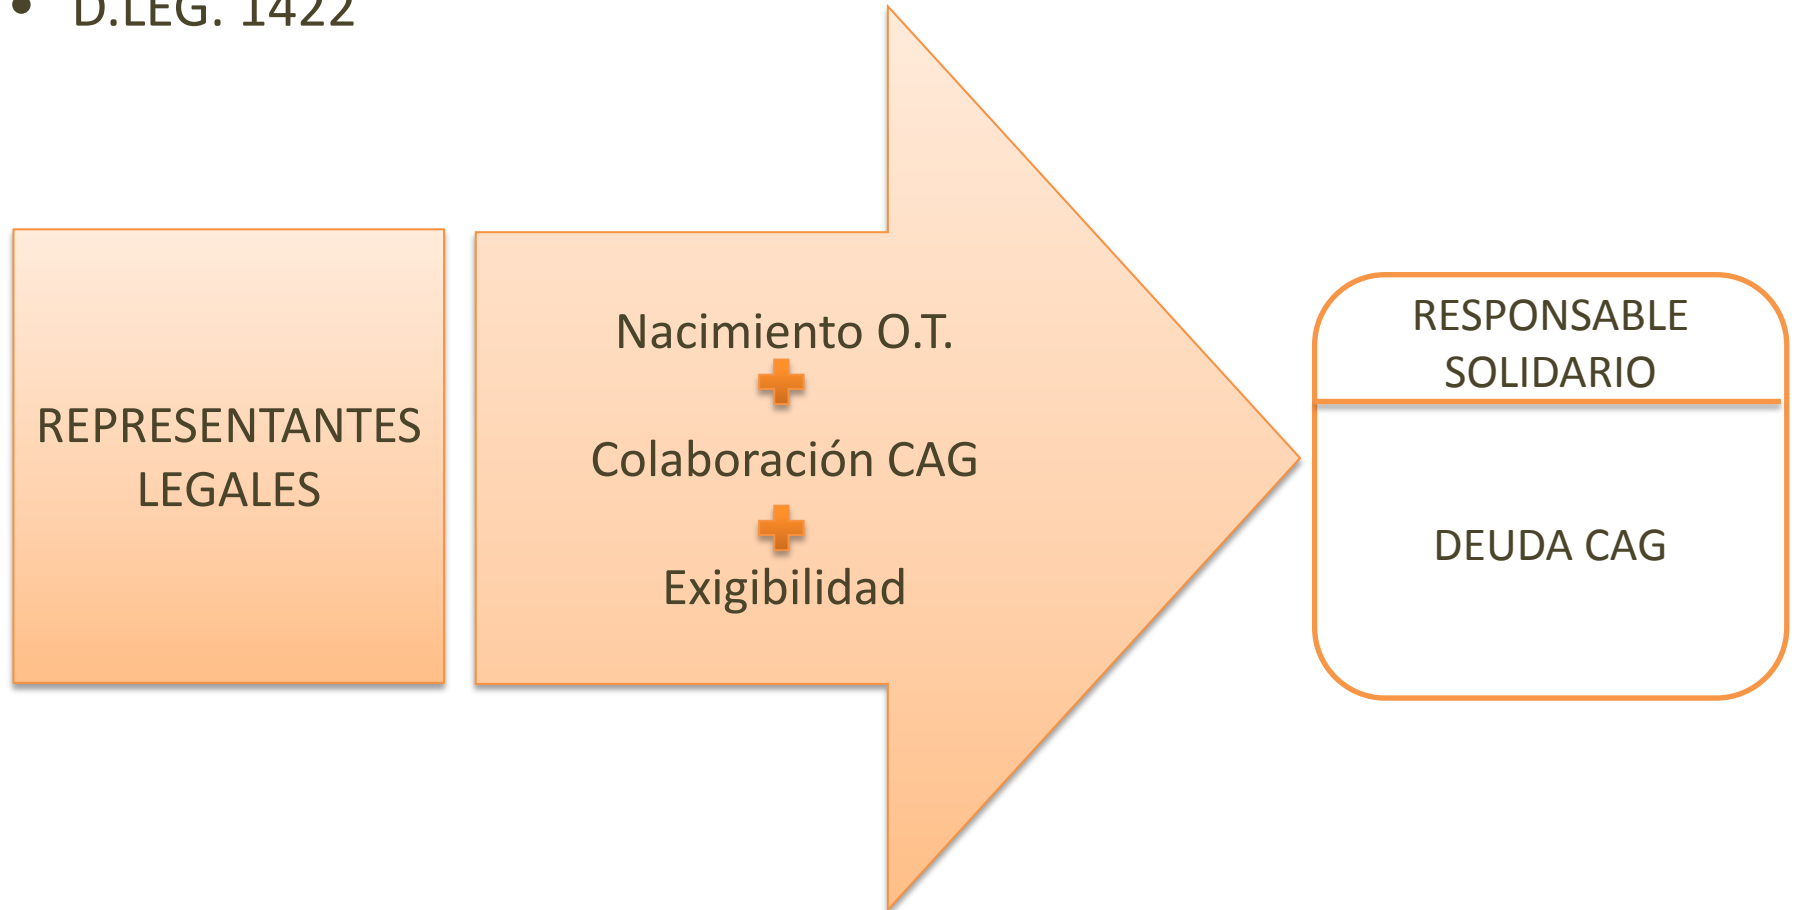 • D.LEG. 1422
REPRESENTANTES
LEGALES
Nacimiento O.T.
Colaboración CAG
Exigibilidad
RESPONSABLE
SOLIDARIO
DEUDA CAG